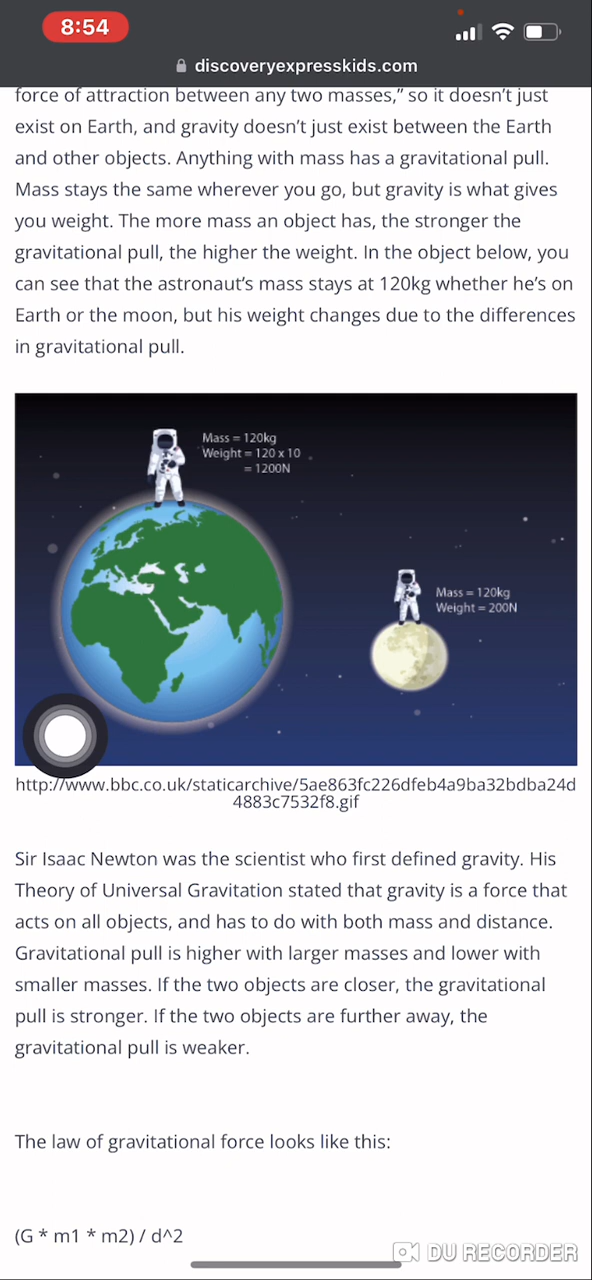 8:54
discoveryexpresskids.com
force of attraction between any two masses,” so it doesn’t just
exist on Earth, and gravity doesn’t just exist between the Earth
and other objects. Anything with mass has a gravitational pull.
Mass stays the same wherever you go, but gravity is what gives
you weight. The more mass an object has, the stronger the
gravitational pull, the higher the weight. In the object below, you
can see that the astronaut’s mass stays at 120kg whether he’s on
Earth or the moon, but his weight changes due to the differences
in gravitational pull.
Mass = 120kg
Weight = 120 x 10
= 1200N
Mass = 120kg
Weight = 200N
http://www.bbc.co.uk/staticarchive/5ae863fc226dfeb4a9ba32bdba24d
4883c7532f8.gif
Sir Isaac Newton was the scientist who first defined gravity. His
Theory of Universal Gravitation stated that gravity is a force that
acts on all objects, and has to do with both mass and distance.
Gravitational pull is higher with larger masses and lower with
smaller masses. If the two objects are closer, the gravitational
pull is stronger. If the two objects are further away, the
gravitational pull is weaker.
The law of gravitational force looks like this:
(G * m1 * m2) / d^2
DU RECORDER